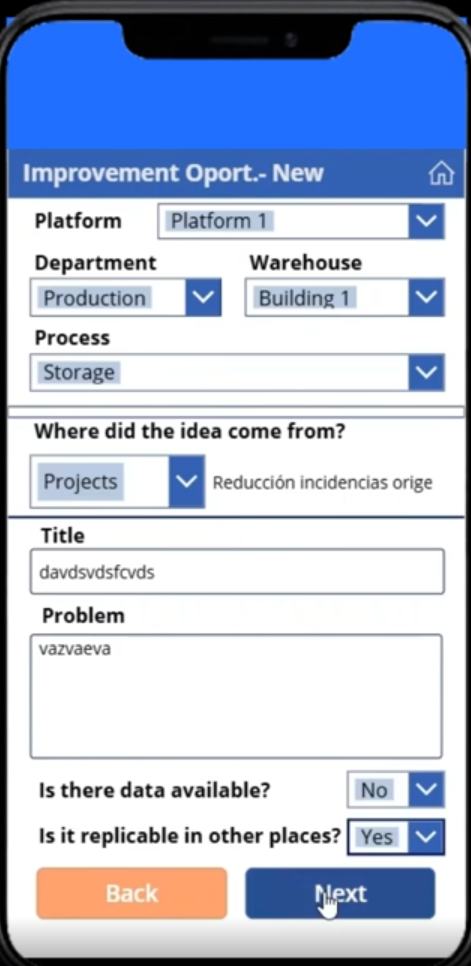 Improvement Oport.- New
Platform Platform 1
Department Warehouse
Production Building 1
Process
Storage
Where did the idea come from?
Projects Reducción incidencias orige
Title
davdsvdsfcvds
Problem
vazvaeva
Is there data available? No
Is it replicable in other places? Yes
Back Next